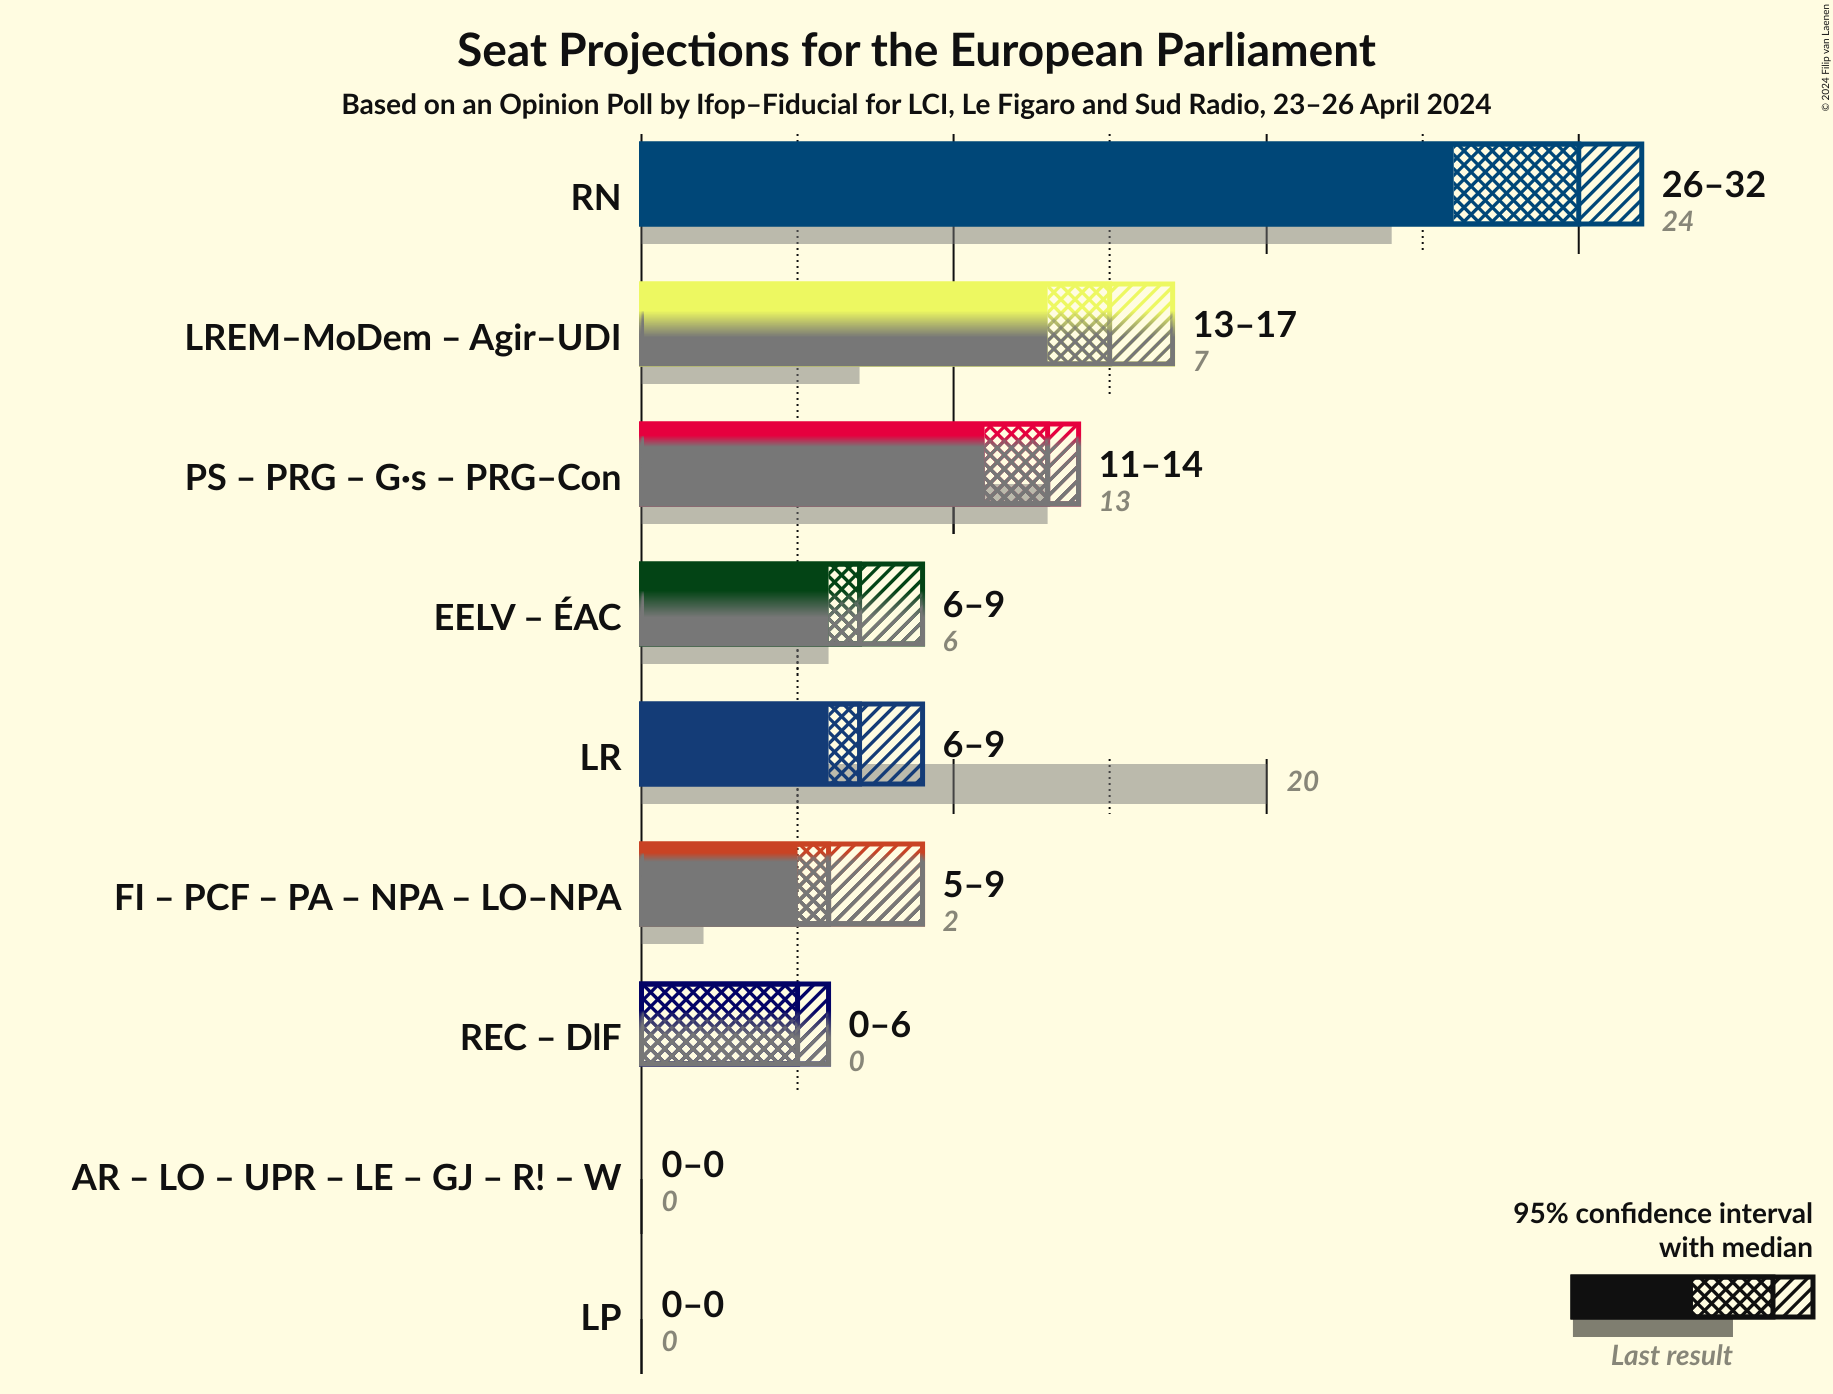 Seat Projections for the European Parliament
Based on an Opinion Poll by Ifop–Fiducial for LCI, Le Figaro and Sud Radio, 23–26 April 2024
© 2024 Filip van Laenen
RN
26–32
24
LREM–MoDem – Agir–UDI
13–17
7
PS – PRG – G·s – PRG–Con
11–14
13
EELV – ÉAC
6–9
6
LR
6–9
20
FI – PCF – PA – NPA – LO–NPA
5–9
2
REC – DlF
0–6
0
AR – LO – UPR – LE – GJ – R! – W
0–0
0
LP
0–0
0
95% confidence interval
with median
Last result